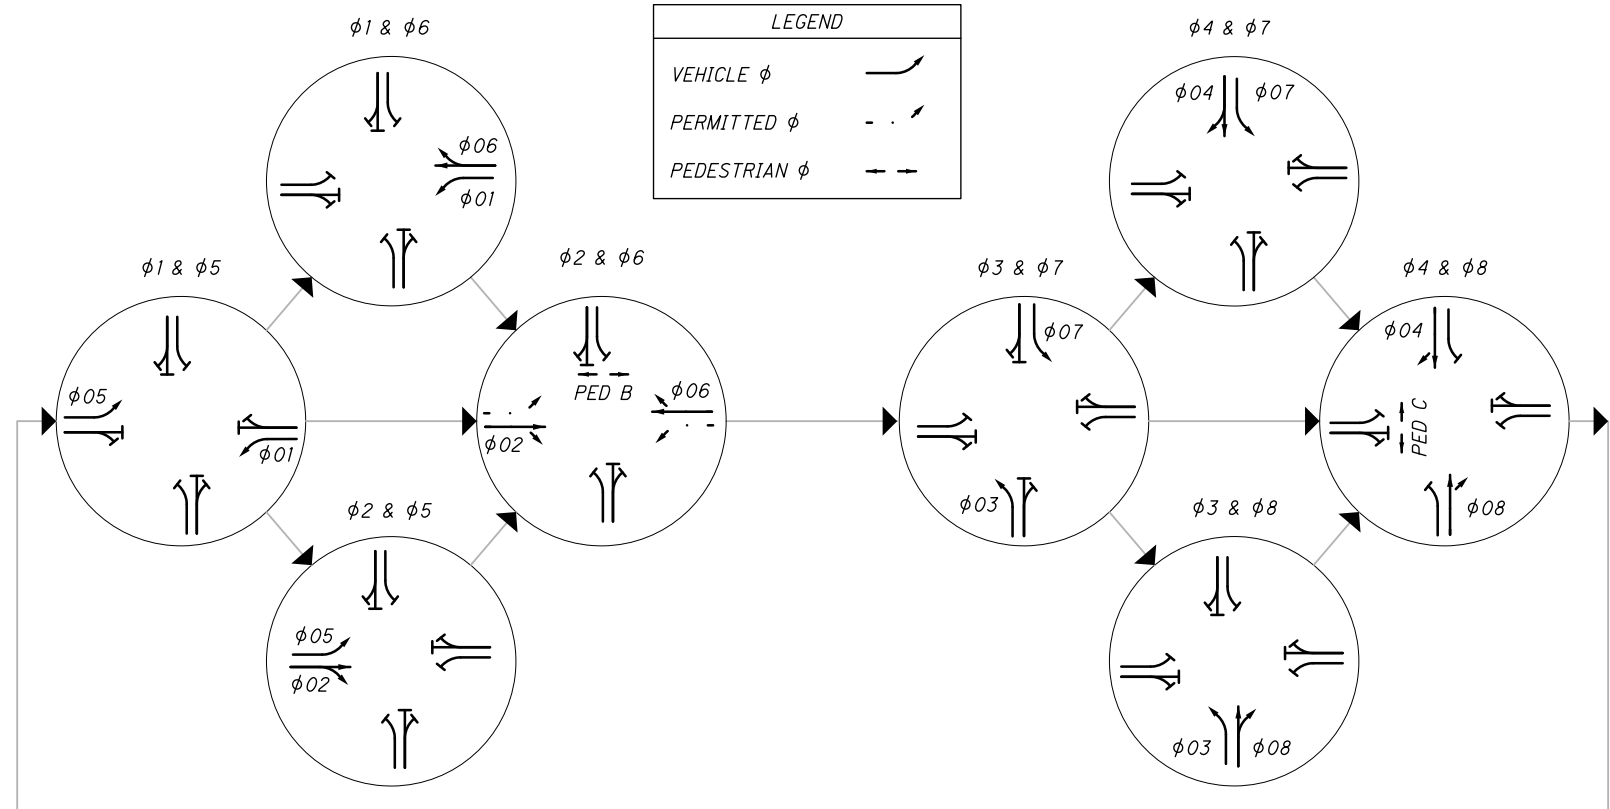 LEGEND
VEHICLE ϕ
PERMITTED ϕ
PEDESTRIAN ϕ
ϕ1 & ϕ6
ϕ06
ϕ01
ϕ1 & ϕ5
ϕ05
ϕ01
ϕ2 & ϕ6
PED B
ϕ06
ϕ02
ϕ2 & ϕ5
ϕ05
ϕ02
ϕ4 & ϕ7
ϕ04 ϕ07
ϕ3 & ϕ7
ϕ07
ϕ03
ϕ4 & ϕ8
ϕ04
PED C
ϕ08
ϕ3 & ϕ8
ϕ03 ϕ08